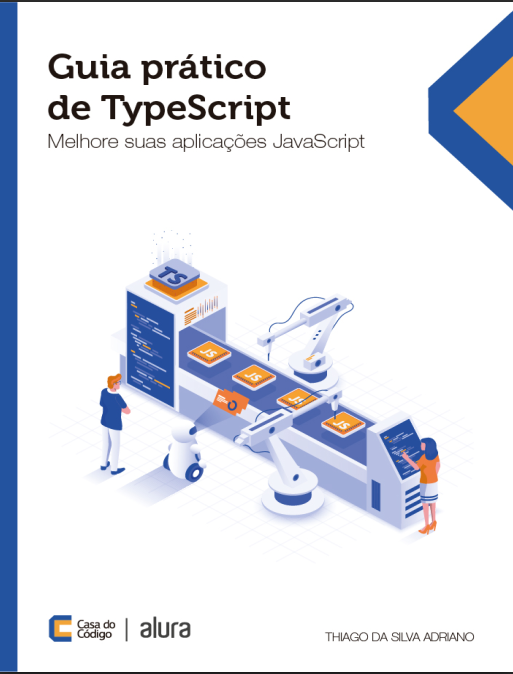 Guia prático
de TypeScript
Melhore suas aplicações JavaScript
TS
JS
JS
JS
JS
Casa do
Código
alura
THIAGO DA SILVA ADRIANO